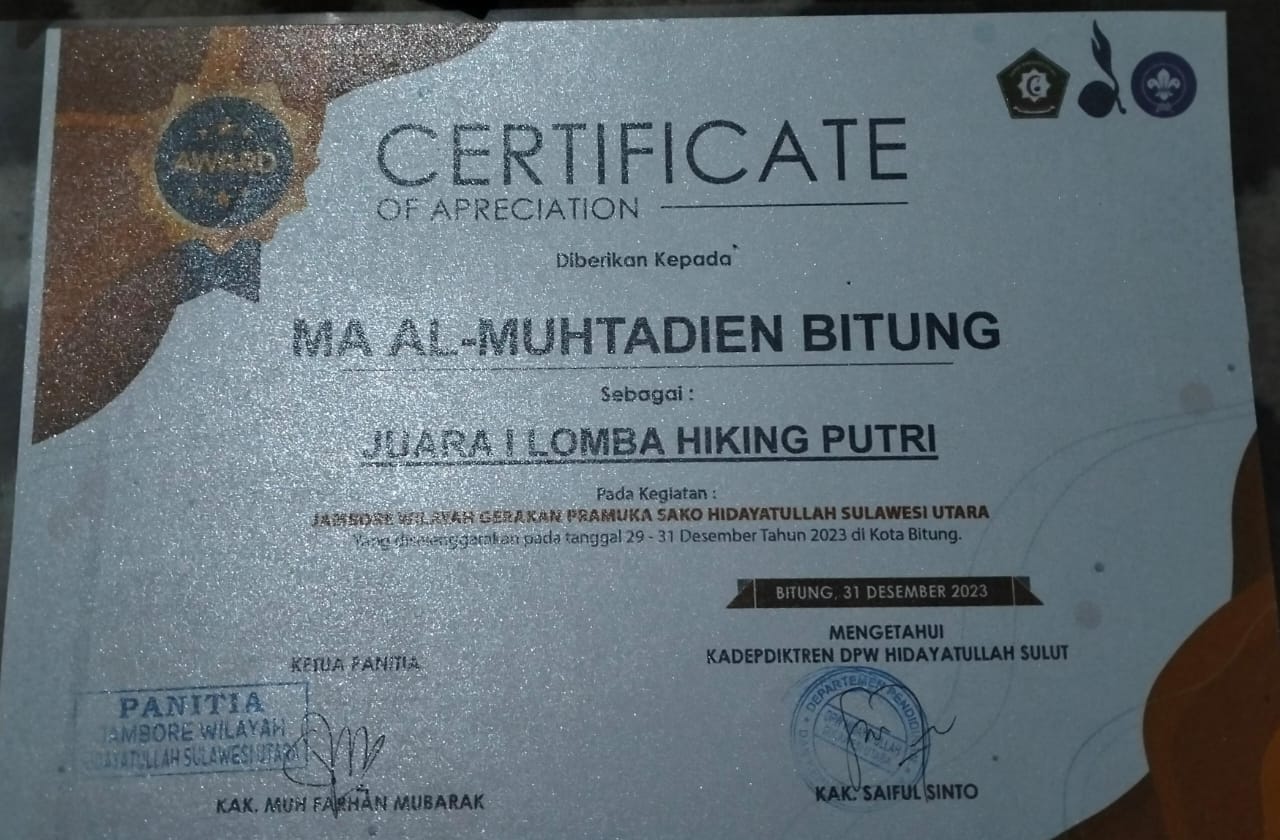 AWARD
CERTIFICATE
OF APRECIATION
Diberikan Kepada
MA AL-MUHTADIEN BITUNG
Sebagai :
JUARA I LOMBA HIKING PUTRI
Pada Kegiatan :
JAMBORE WILAYAH GERAKAN PRAMUKA SAKO HIDAYATULLAH SULAWESI UTARA
Yang diselenggarakan pada tanggal 29 - 31 Desember Tahun 2023 di Kota Bitung.
BITUNG, 31 DESEMBER 2023
MENGETAHUI
KADEPDIKTREN DPW HIDAYATULLAH SULUT
KETUA PANITIA
PANITIA
JAMBORE WILAYAH
HIDAYATULLAH SULAWESI UTARA
DEPARTEMEN
KAK. MUH FARHAN MUBARAK
KAK. SAIFUL SINTO